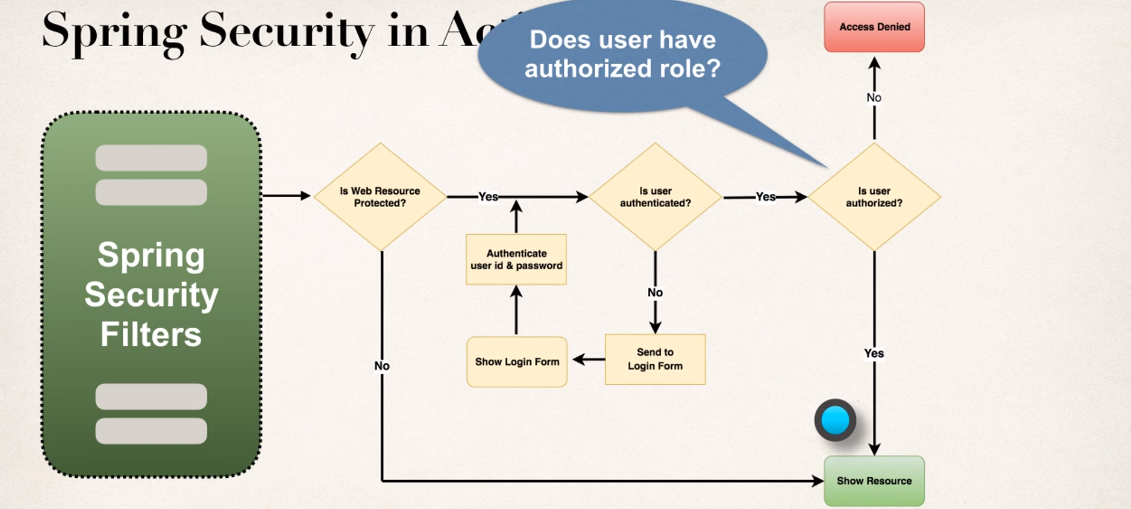 Spring Security in Ac
Does user have
authorized role?
Access Denied
No
Spring
Security
Filters
Is Web Resource
Protected?
Yes
Is user
authenticated?
Yes
Is user
authorized?
Authenticate
user id & password
No
Show Login Form
Send to
Login Form
No
Yes
Show Resource